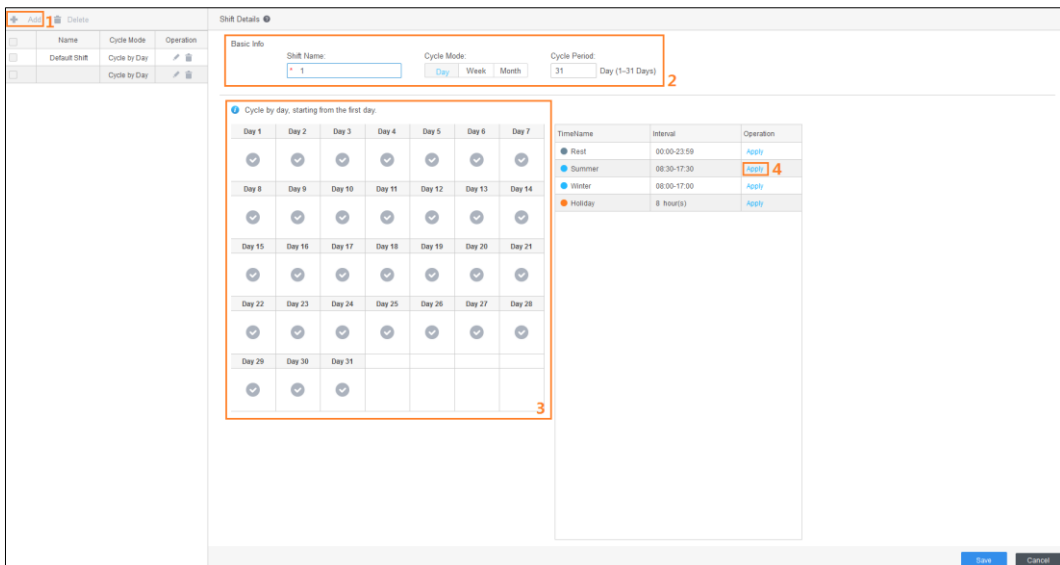 Add 1 Delete
Shift Details
Name Cycle Mode Operation
Default Shift Cycle by Day
Cycle by Day
Basic Info
Shift Name: Cycle Mode: Cycle Period:
* 1 Day Week Month 31 Day (1–31 Days)
2
Cycle by day, starting from the first day.
Day 1 Day 2 Day 3 Day 4 Day 5 Day 6 Day 7
Day 8 Day 9 Day 10 Day 11 Day 12 Day 13 Day 14
Day 15 Day 16 Day 17 Day 18 Day 19 Day 20 Day 21
Day 22 Day 23 Day 24 Day 25 Day 26 Day 27 Day 28
Day 29 Day 30 Day 31
3
TimeName Interval Operation
Rest 00:00-23:59 Apply
Summer 08:30-17:30 Apply 4
Winter 08:00-17:00 Apply
Holiday 8 hour(s) Apply
Save Cancel